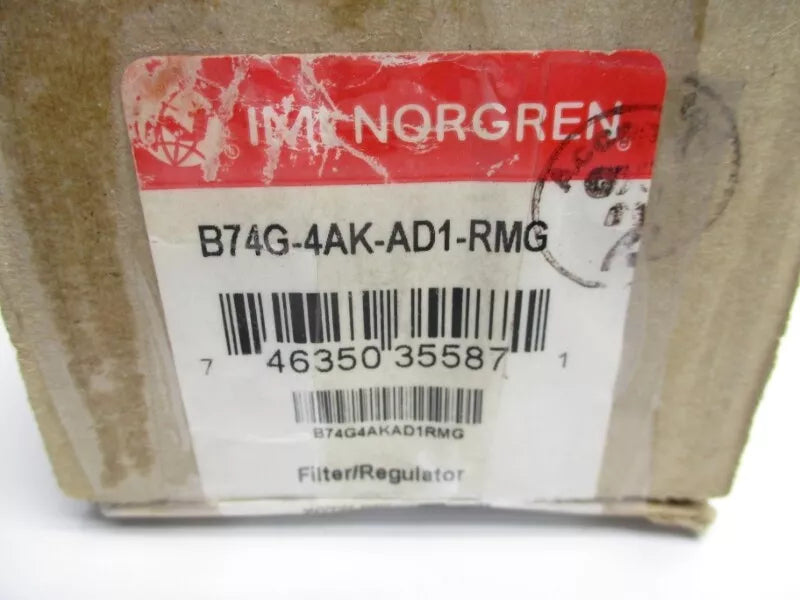 IMI NORGREN
B74G-4AK-AD1-RMG
7 46350 35587 1
B74G4AKAD1RMG
Filter/Regulator